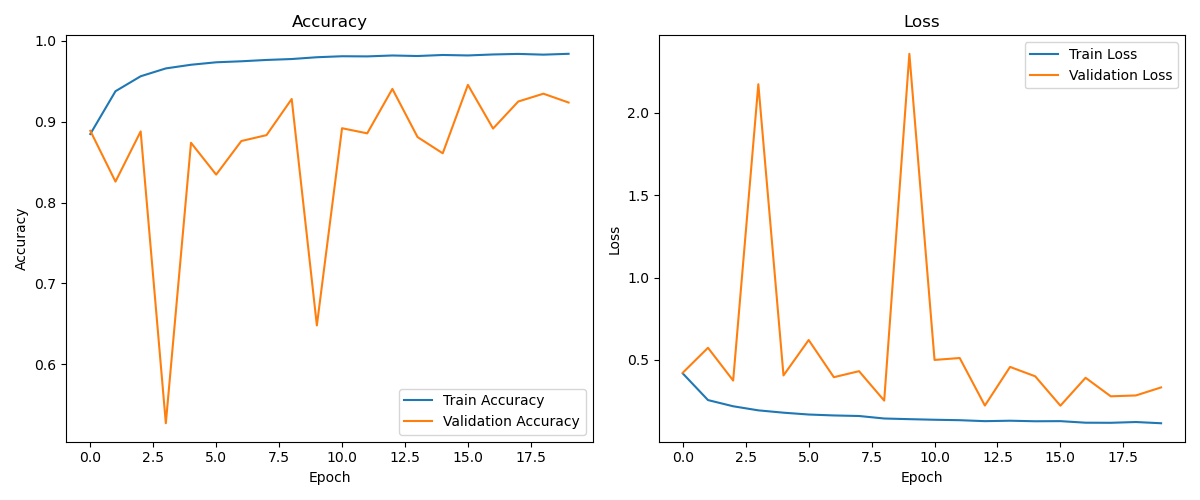 Accuracy
1.0
0.9
0.8
0.7
0.6
Accuracy
Train Accuracy
Validation Accuracy
0.0 2.5 5.0 7.5 10.0 12.5 15.0 17.5
Epoch
Loss
Train Loss
Validation Loss
2.0
1.5
1.0
0.5
Loss
0.0 2.5 5.0 7.5 10.0 12.5 15.0 17.5
Epoch